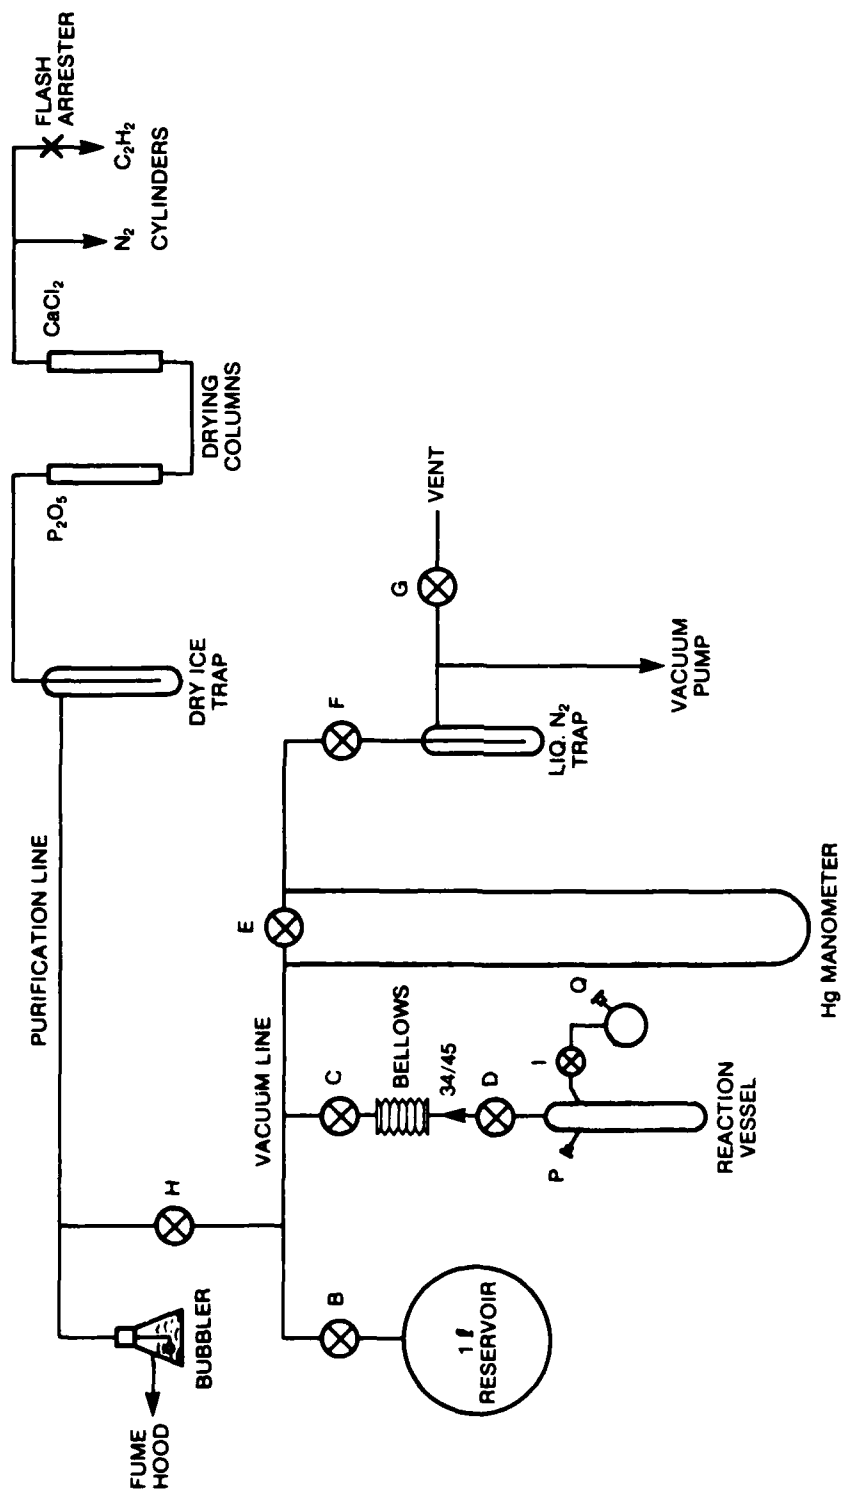 FLASH
ARRESTER
C₂H₂
N₂
CYLINDERS
CaCl₂
DRYING
COLUMNS
P₂O₅
DRY ICE
TRAP
PURIFICATION LINE
H
BUBBLER
FUME
HOOD
VENT
G
VACUUM
PUMP
F
LIQ. N₂
TRAP
E
Hg MANOMETER
VACUUM LINE
C
BELLOWS
34/45
D
I
Q
P
REACTION
VESSEL
B
1 ℓ
RESERVOIR